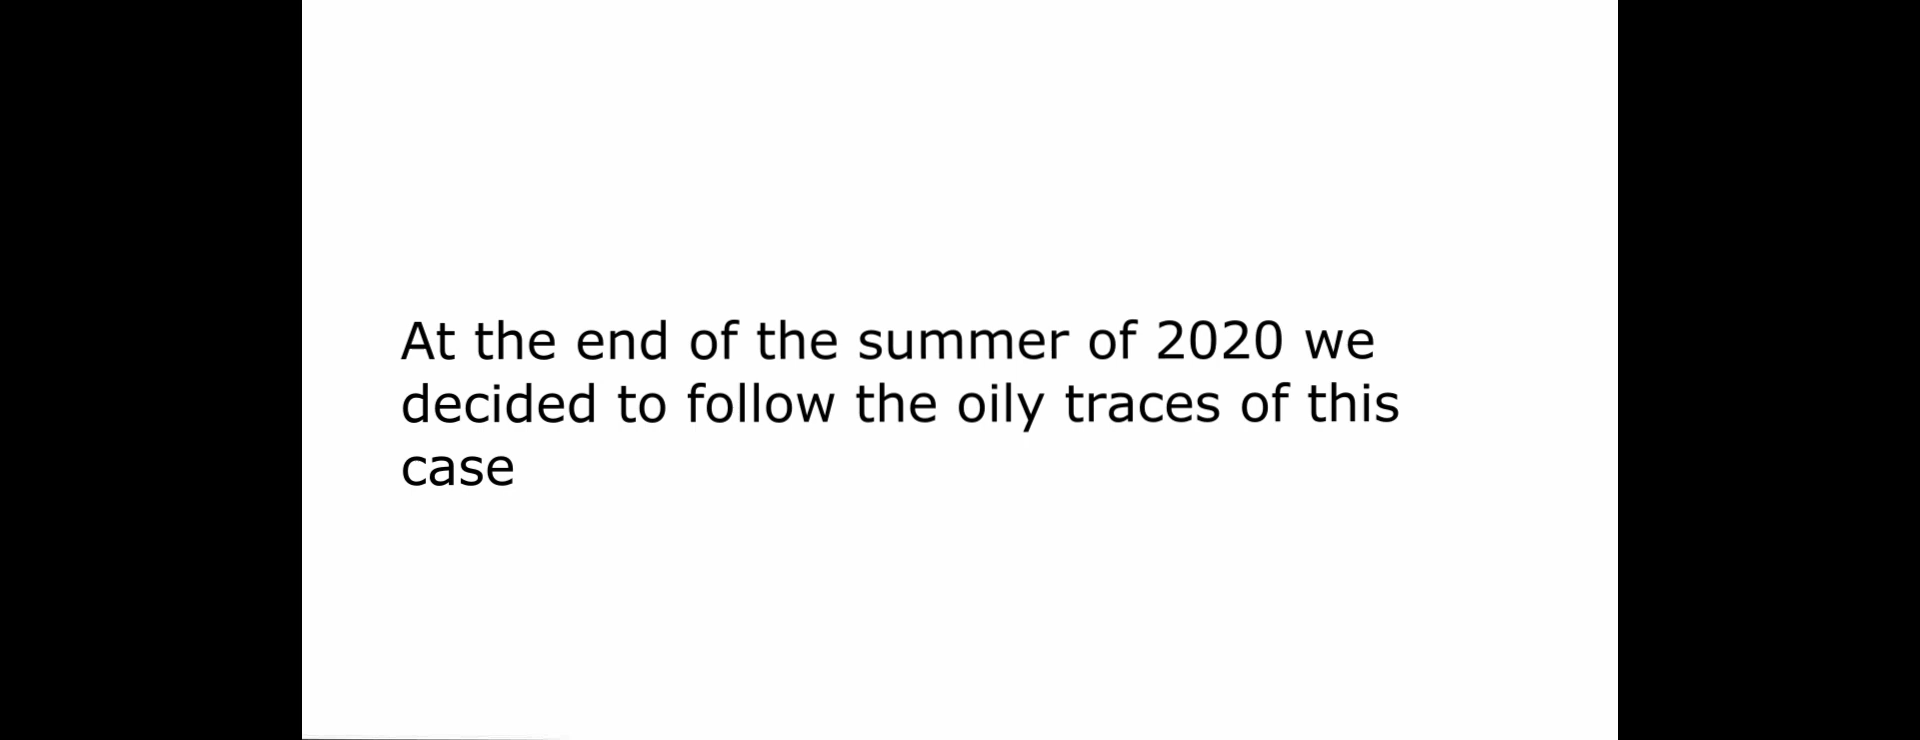 At the end of the summer of 2020 we
decided to follow the oily traces of this
case